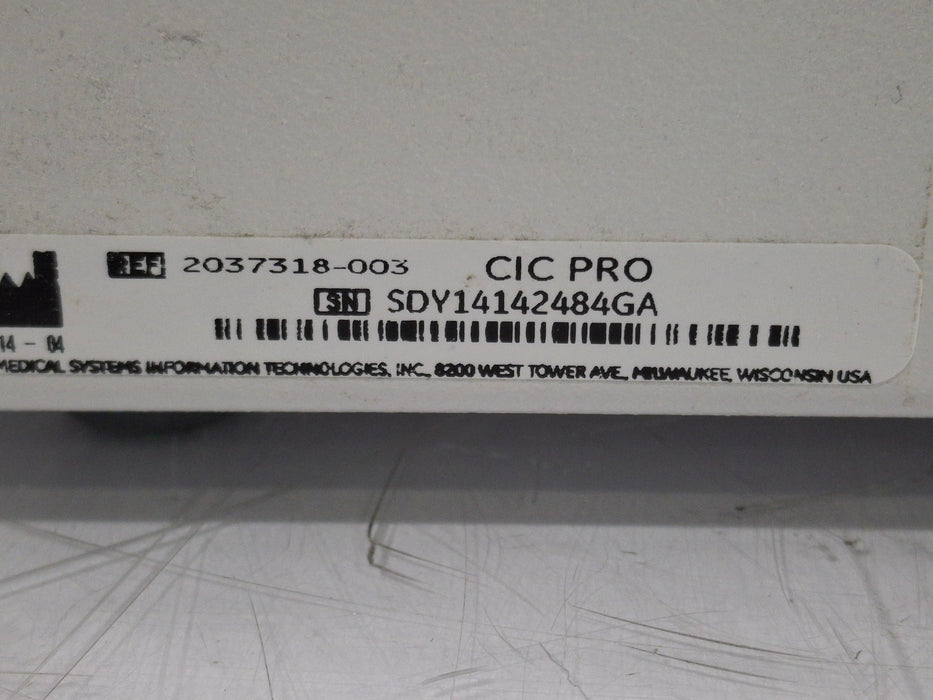 REF 2037318-003 CIC PRO
SN SDY14142484GA
14 - 04
MEDICAL SYSTEMS INFORMATION TECHNOLOGIES, INC., 8200 WEST TOWER AVE., MILWAUKEE, WISCONSIN USA